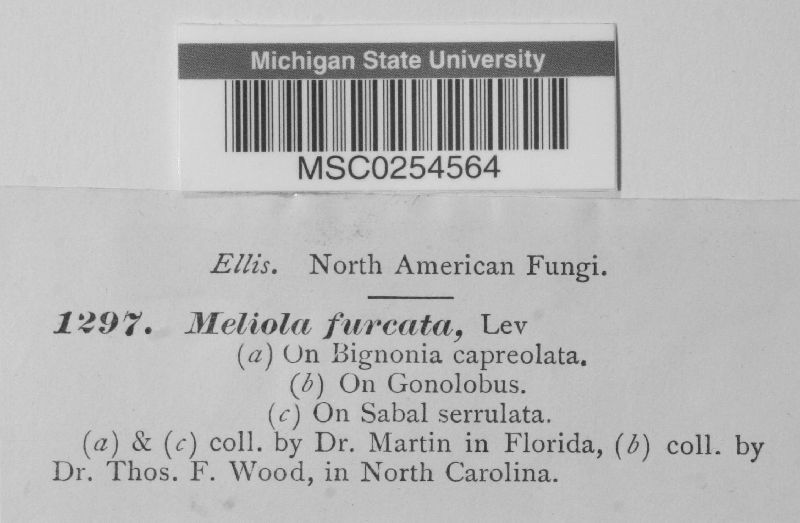 Michigan State University
MSC0254564
Ellis. North American Fungi.
1297. Meliola furcata, Lev
(a) On Bignonia capreolata.
(b) On Gonolobus.
(c) On Sabal serrulata.
(a) & (c) coll. by Dr. Martin in Florida, (b) coll. by
Dr. Thos. F. Wood, in North Carolina.